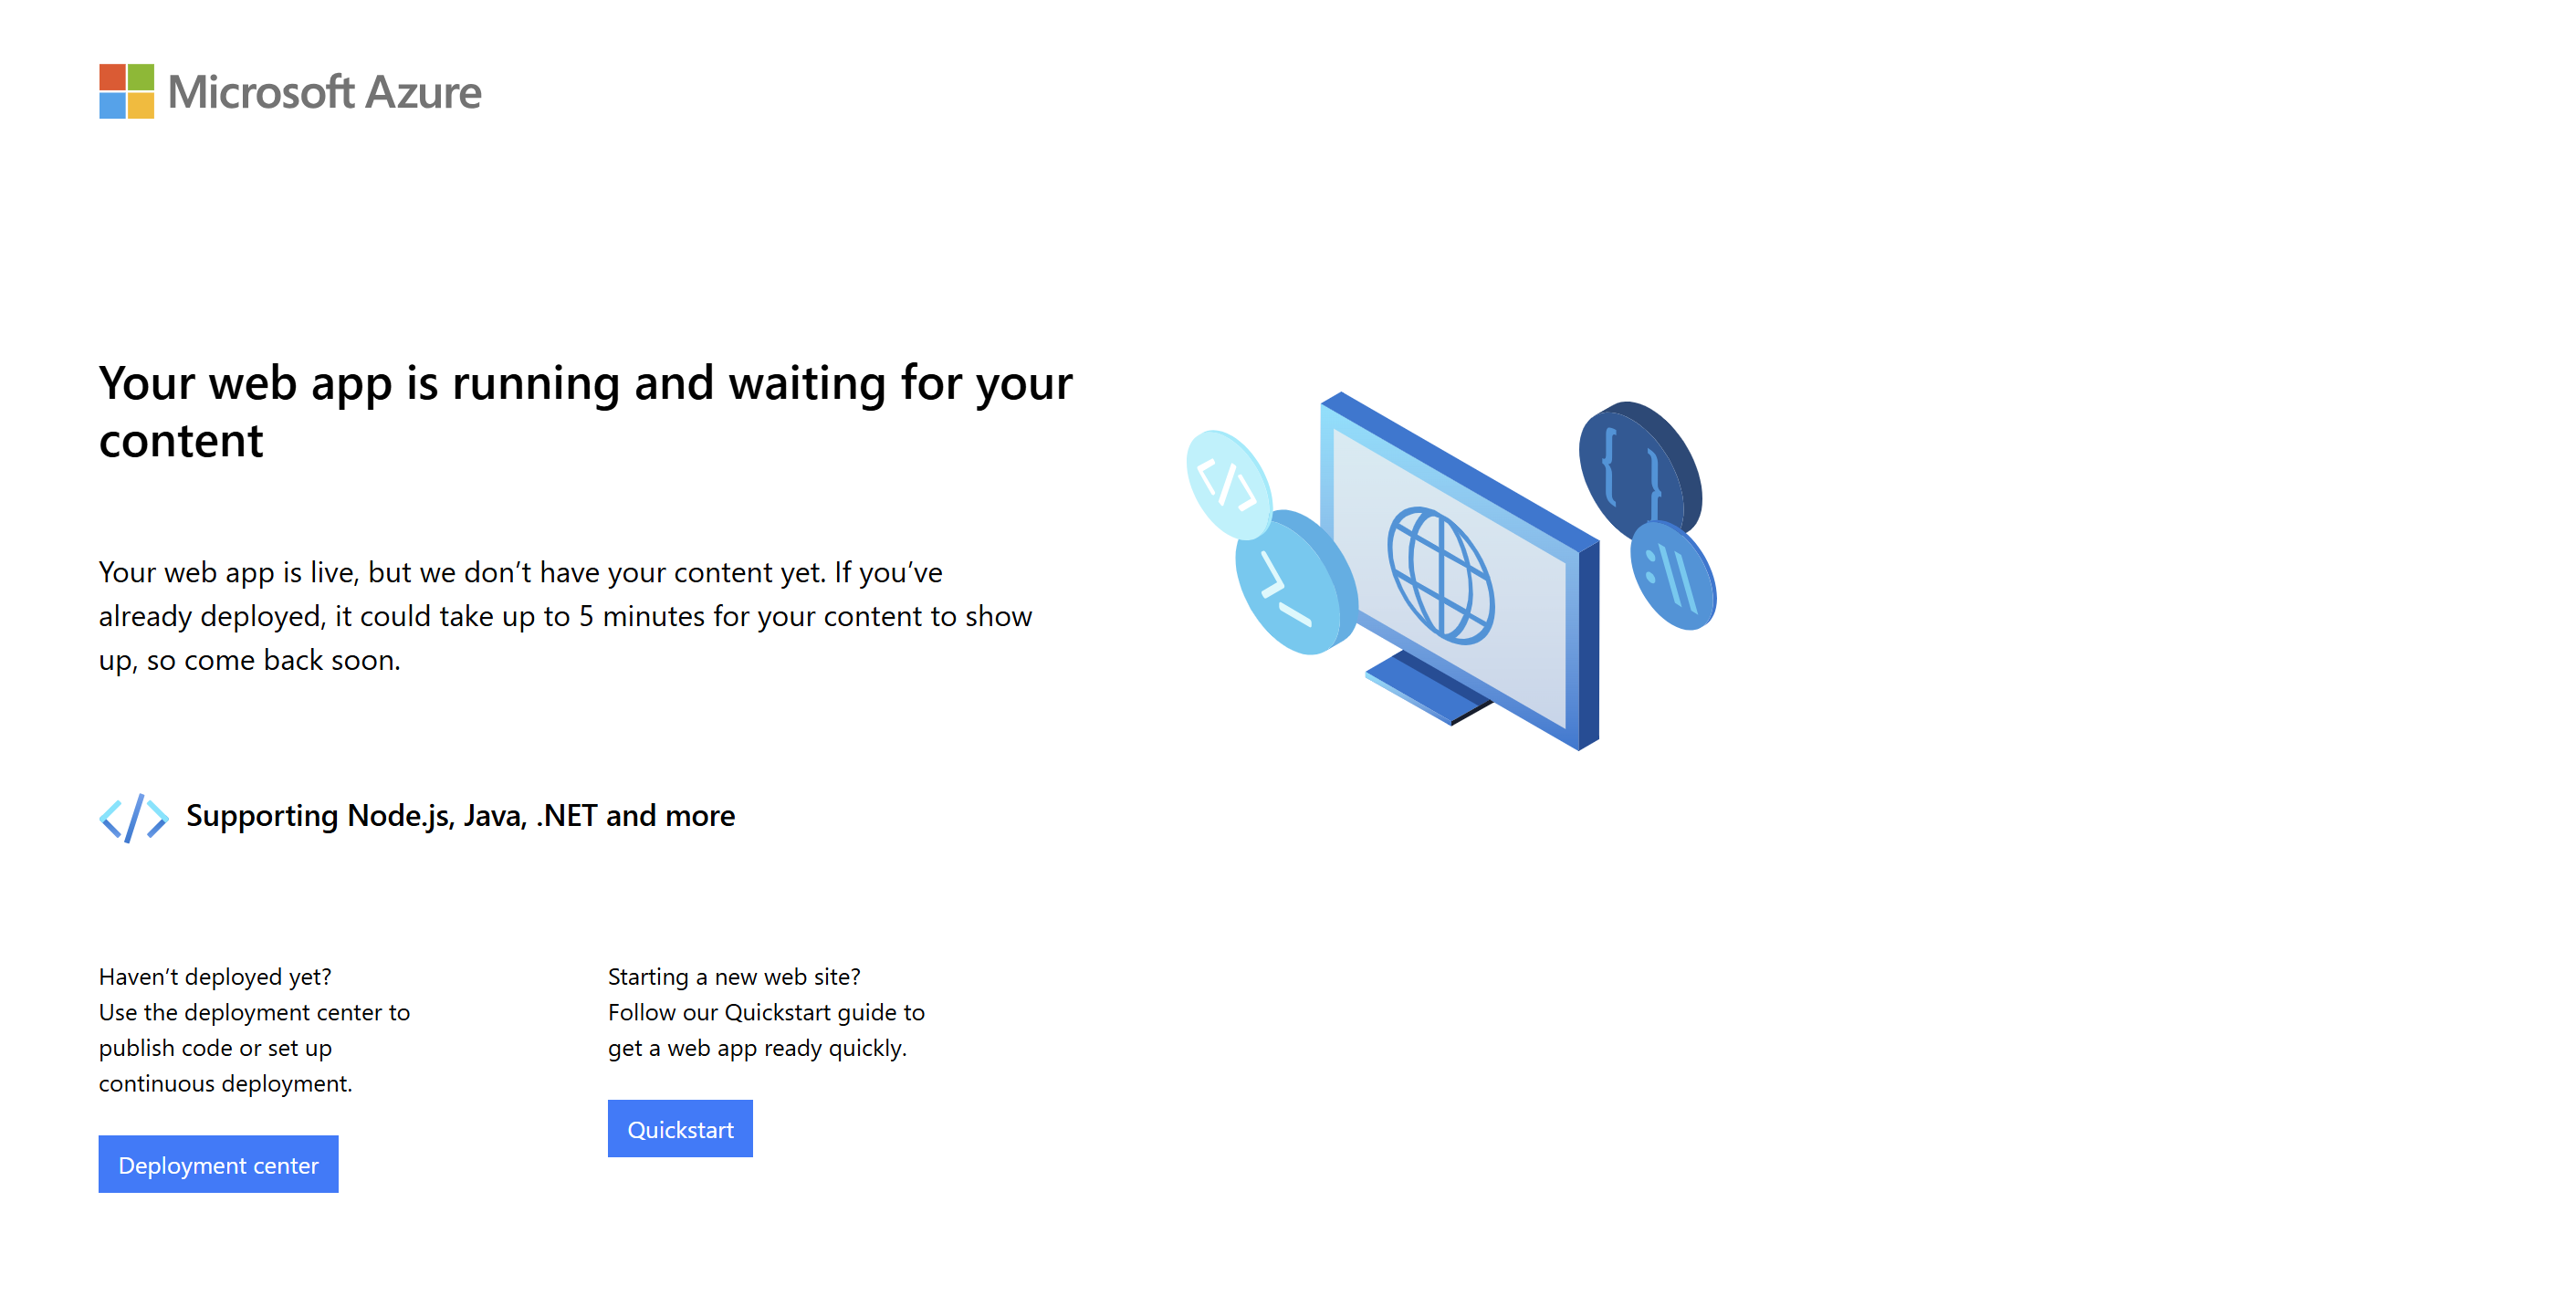 Microsoft Azure
Your web app is running and waiting for your
content
Your web app is live, but we don’t have your content yet. If you’ve
already deployed, it could take up to 5 minutes for your content to show
up, so come back soon.
</> Supporting Node.js, Java, .NET and more
Haven’t deployed yet?
Use the deployment center to
publish code or set up
continuous deployment.
Deployment center
Starting a new web site?
Follow our Quickstart guide to
get a web app ready quickly.
Quickstart
</>
>_
{ }
:\\